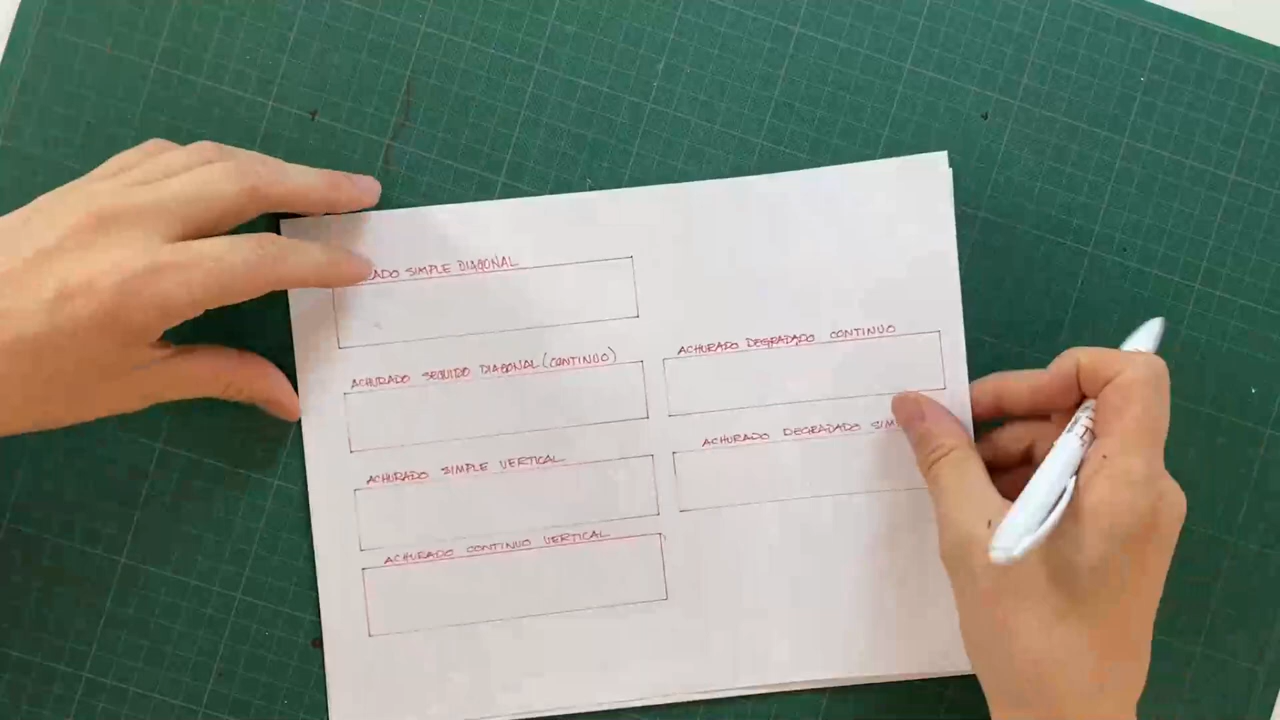 SIMPLE DIAGONAL
ACHURADO SEGUIDO DIAGONAL (CONTINUO)
ACHURADO SIMPLE VERTICAL
ACHURADO CONTINUO VERTICAL
ACHURADO DEGRADADO CONTINUO
ACHURADO DEGRADADO